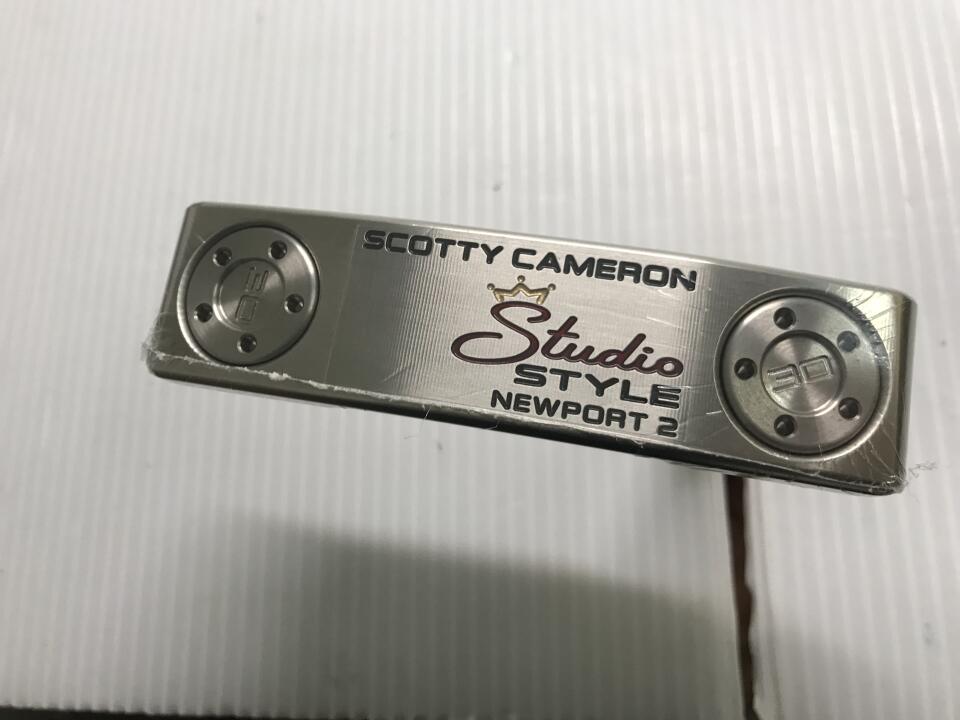 30
SCOTTY CAMERON
Studio
STYLE
NEWPORT 2
30